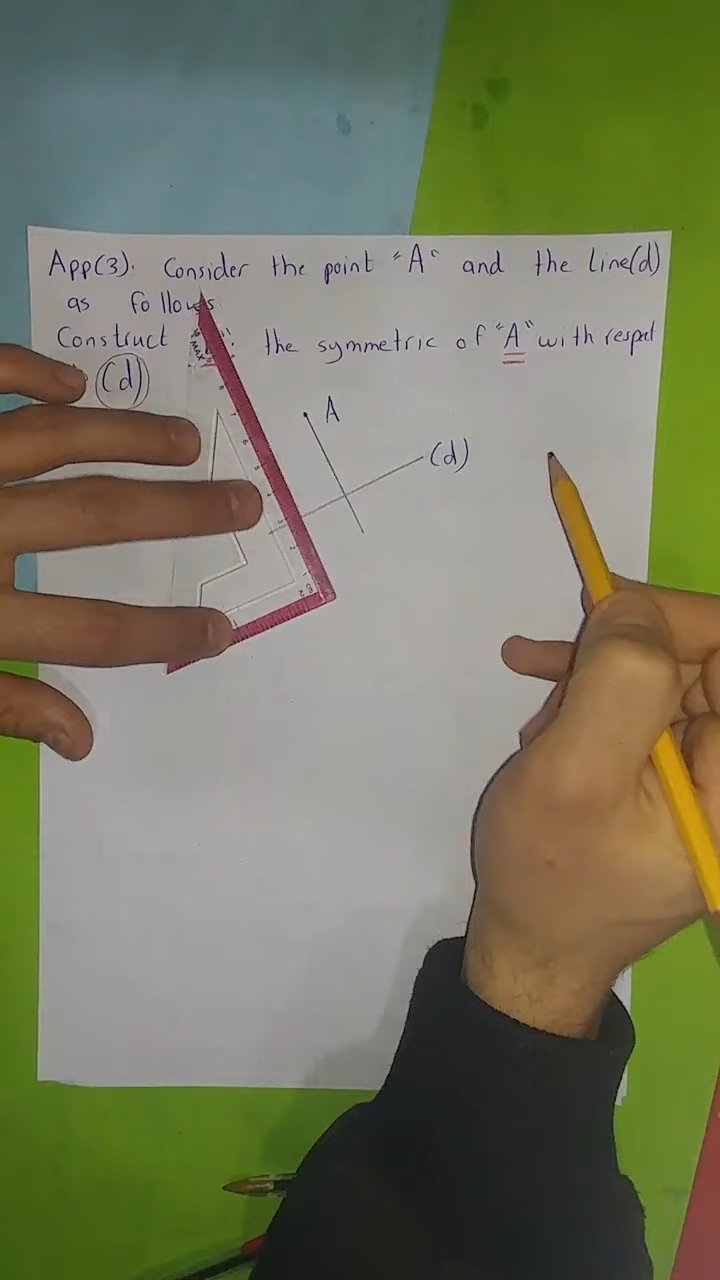 App(3). Consider the point "A" and the line(d)
as follows.
Construct the symmetric of "A" with respect
(d)
A
(d)